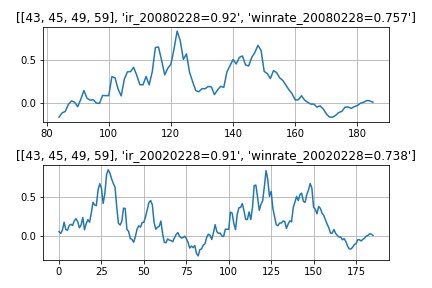 [[43, 45, 49, 59], 'ir_20080228=0.92', 'winrate_20080228=0.757']
0.5
0.0
80 100 120 140 160 180
[[43, 45, 49, 59], 'ir_20020228=0.91', 'winrate_20020228=0.738']
0.5
0.0
0 25 50 75 100 125 150 175